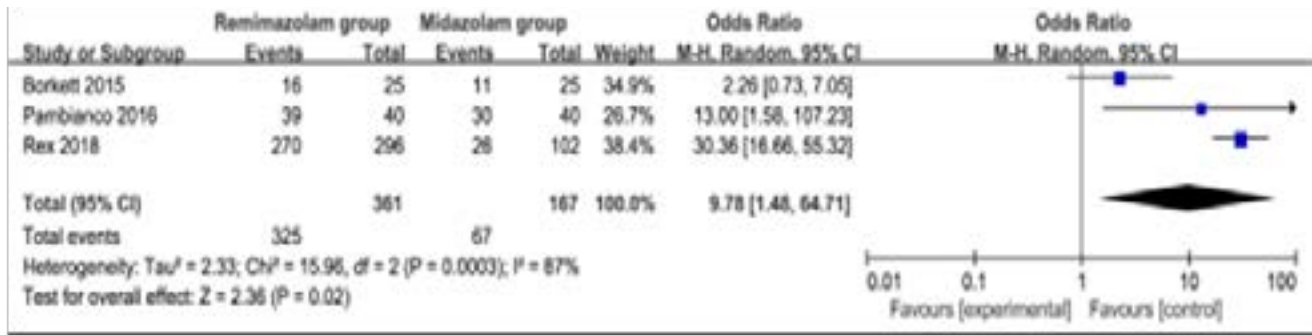 Remimazolam group Midazolam group Odds Ratio Odds Ratio
Study or Subgroup Events Total Events Total Weight M-H, Random, 95% CI M-H, Random, 95% CI
Borkett 2015 16 25 11 25 34.9% 2.26 [0.73, 7.05]
Pambianco 2016 39 40 30 40 26.7% 13.00 [1.58, 107.23]
Rex 2018 270 296 26 102 38.4% 30.36 [16.66, 55.32]
Total (95% CI) 361 167 100.0% 9.78 [1.48, 64.71]
Total events 325 67
Heterogeneity: Tau² = 2.33; Chi² = 15.96, df = 2 (P = 0.0003); I² = 87%
Test for overall effect: Z = 2.36 (P = 0.02)
0.01 0.1 1 10 100
Favours [experimental] Favours [control]